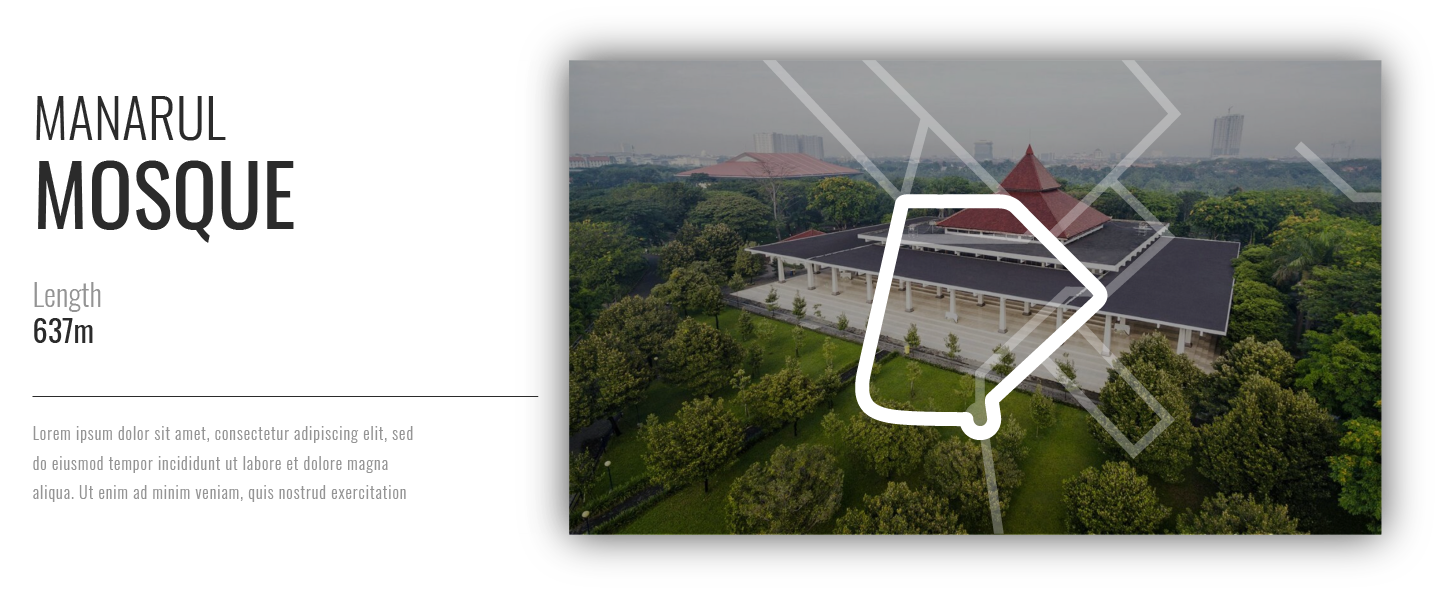 MANARUL
MOSQUE
Length
637m
Lorem ipsum dolor sit amet, consectetur adipiscing elit, sed
do eiusmod tempor incididunt ut labore et dolore magna
aliqua. Ut enim ad minim veniam, quis nostrud exercitation